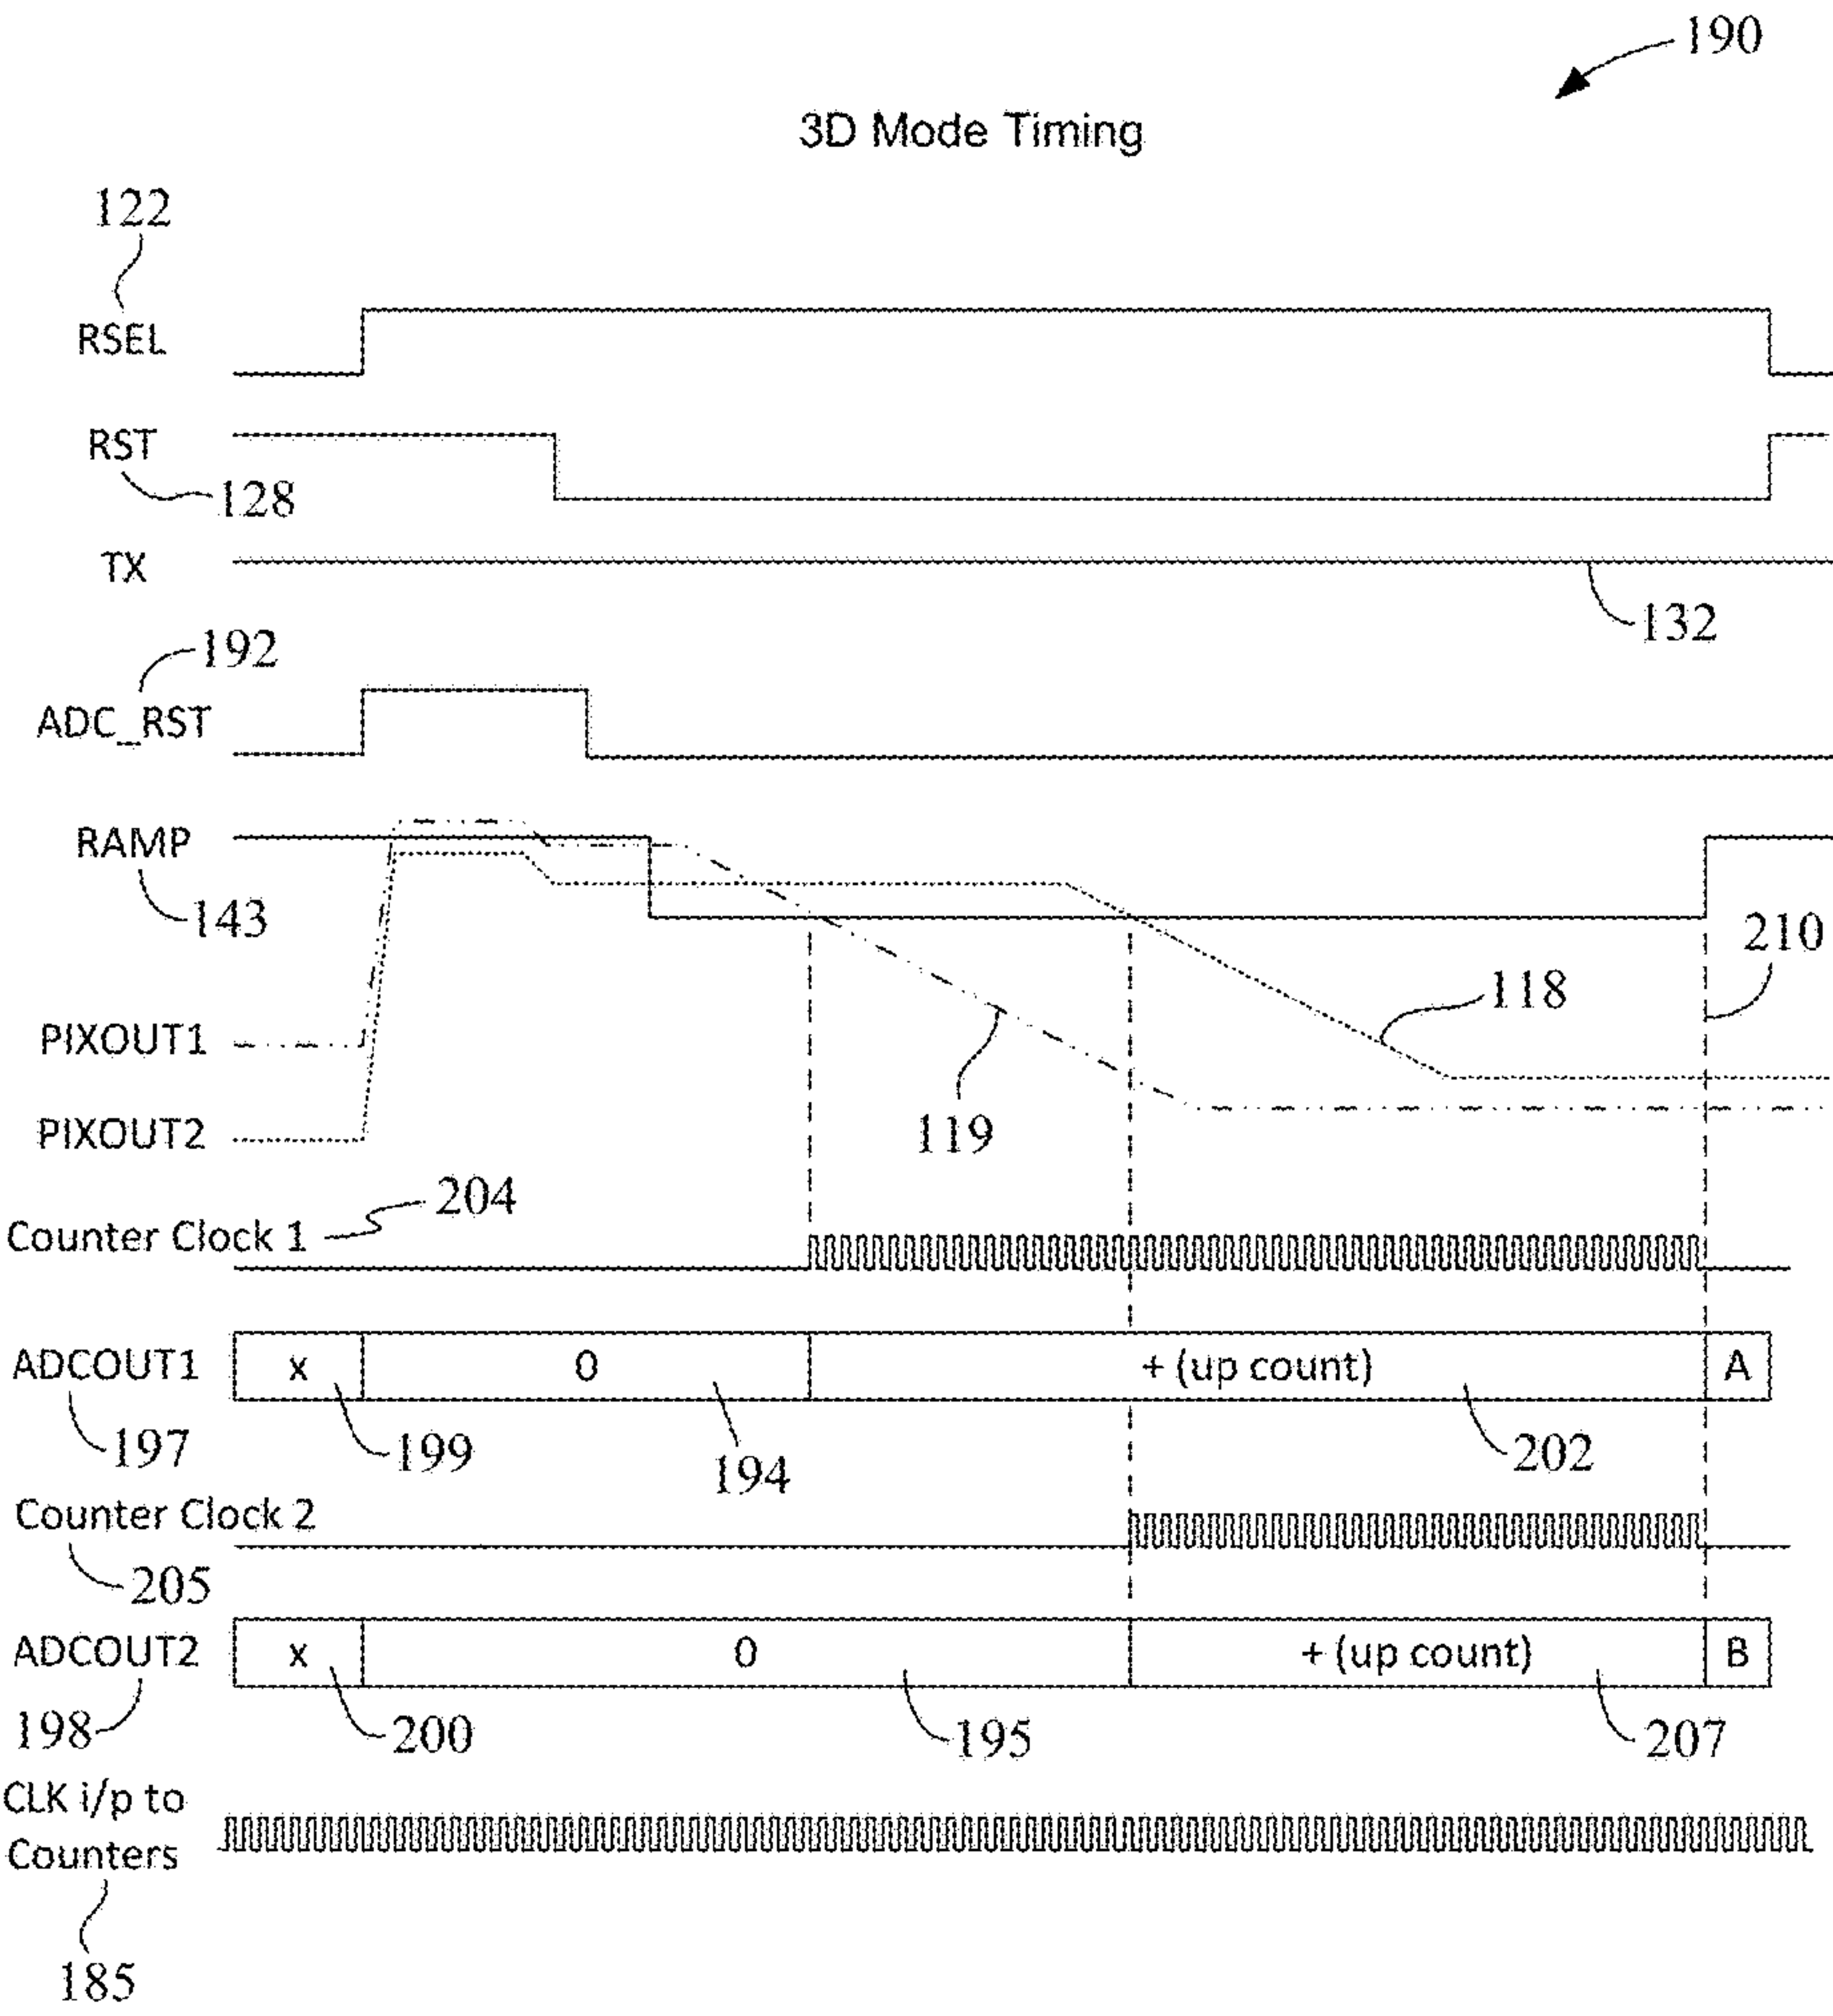 190
3D Mode Timing
122
RSEL
RST
128
TX
132
192
ADC_RST
RAMP
143
210
118
PIXOUT1
119
PIXOUT2
204
Counter Clock 1
ADCOUT1 x 0 + (up count) A
197 199 194 202
Counter Clock 2
205
ADCOUT2 x 0 + (up count) B
198 200 195 207
CLK i/p to
Counters
185